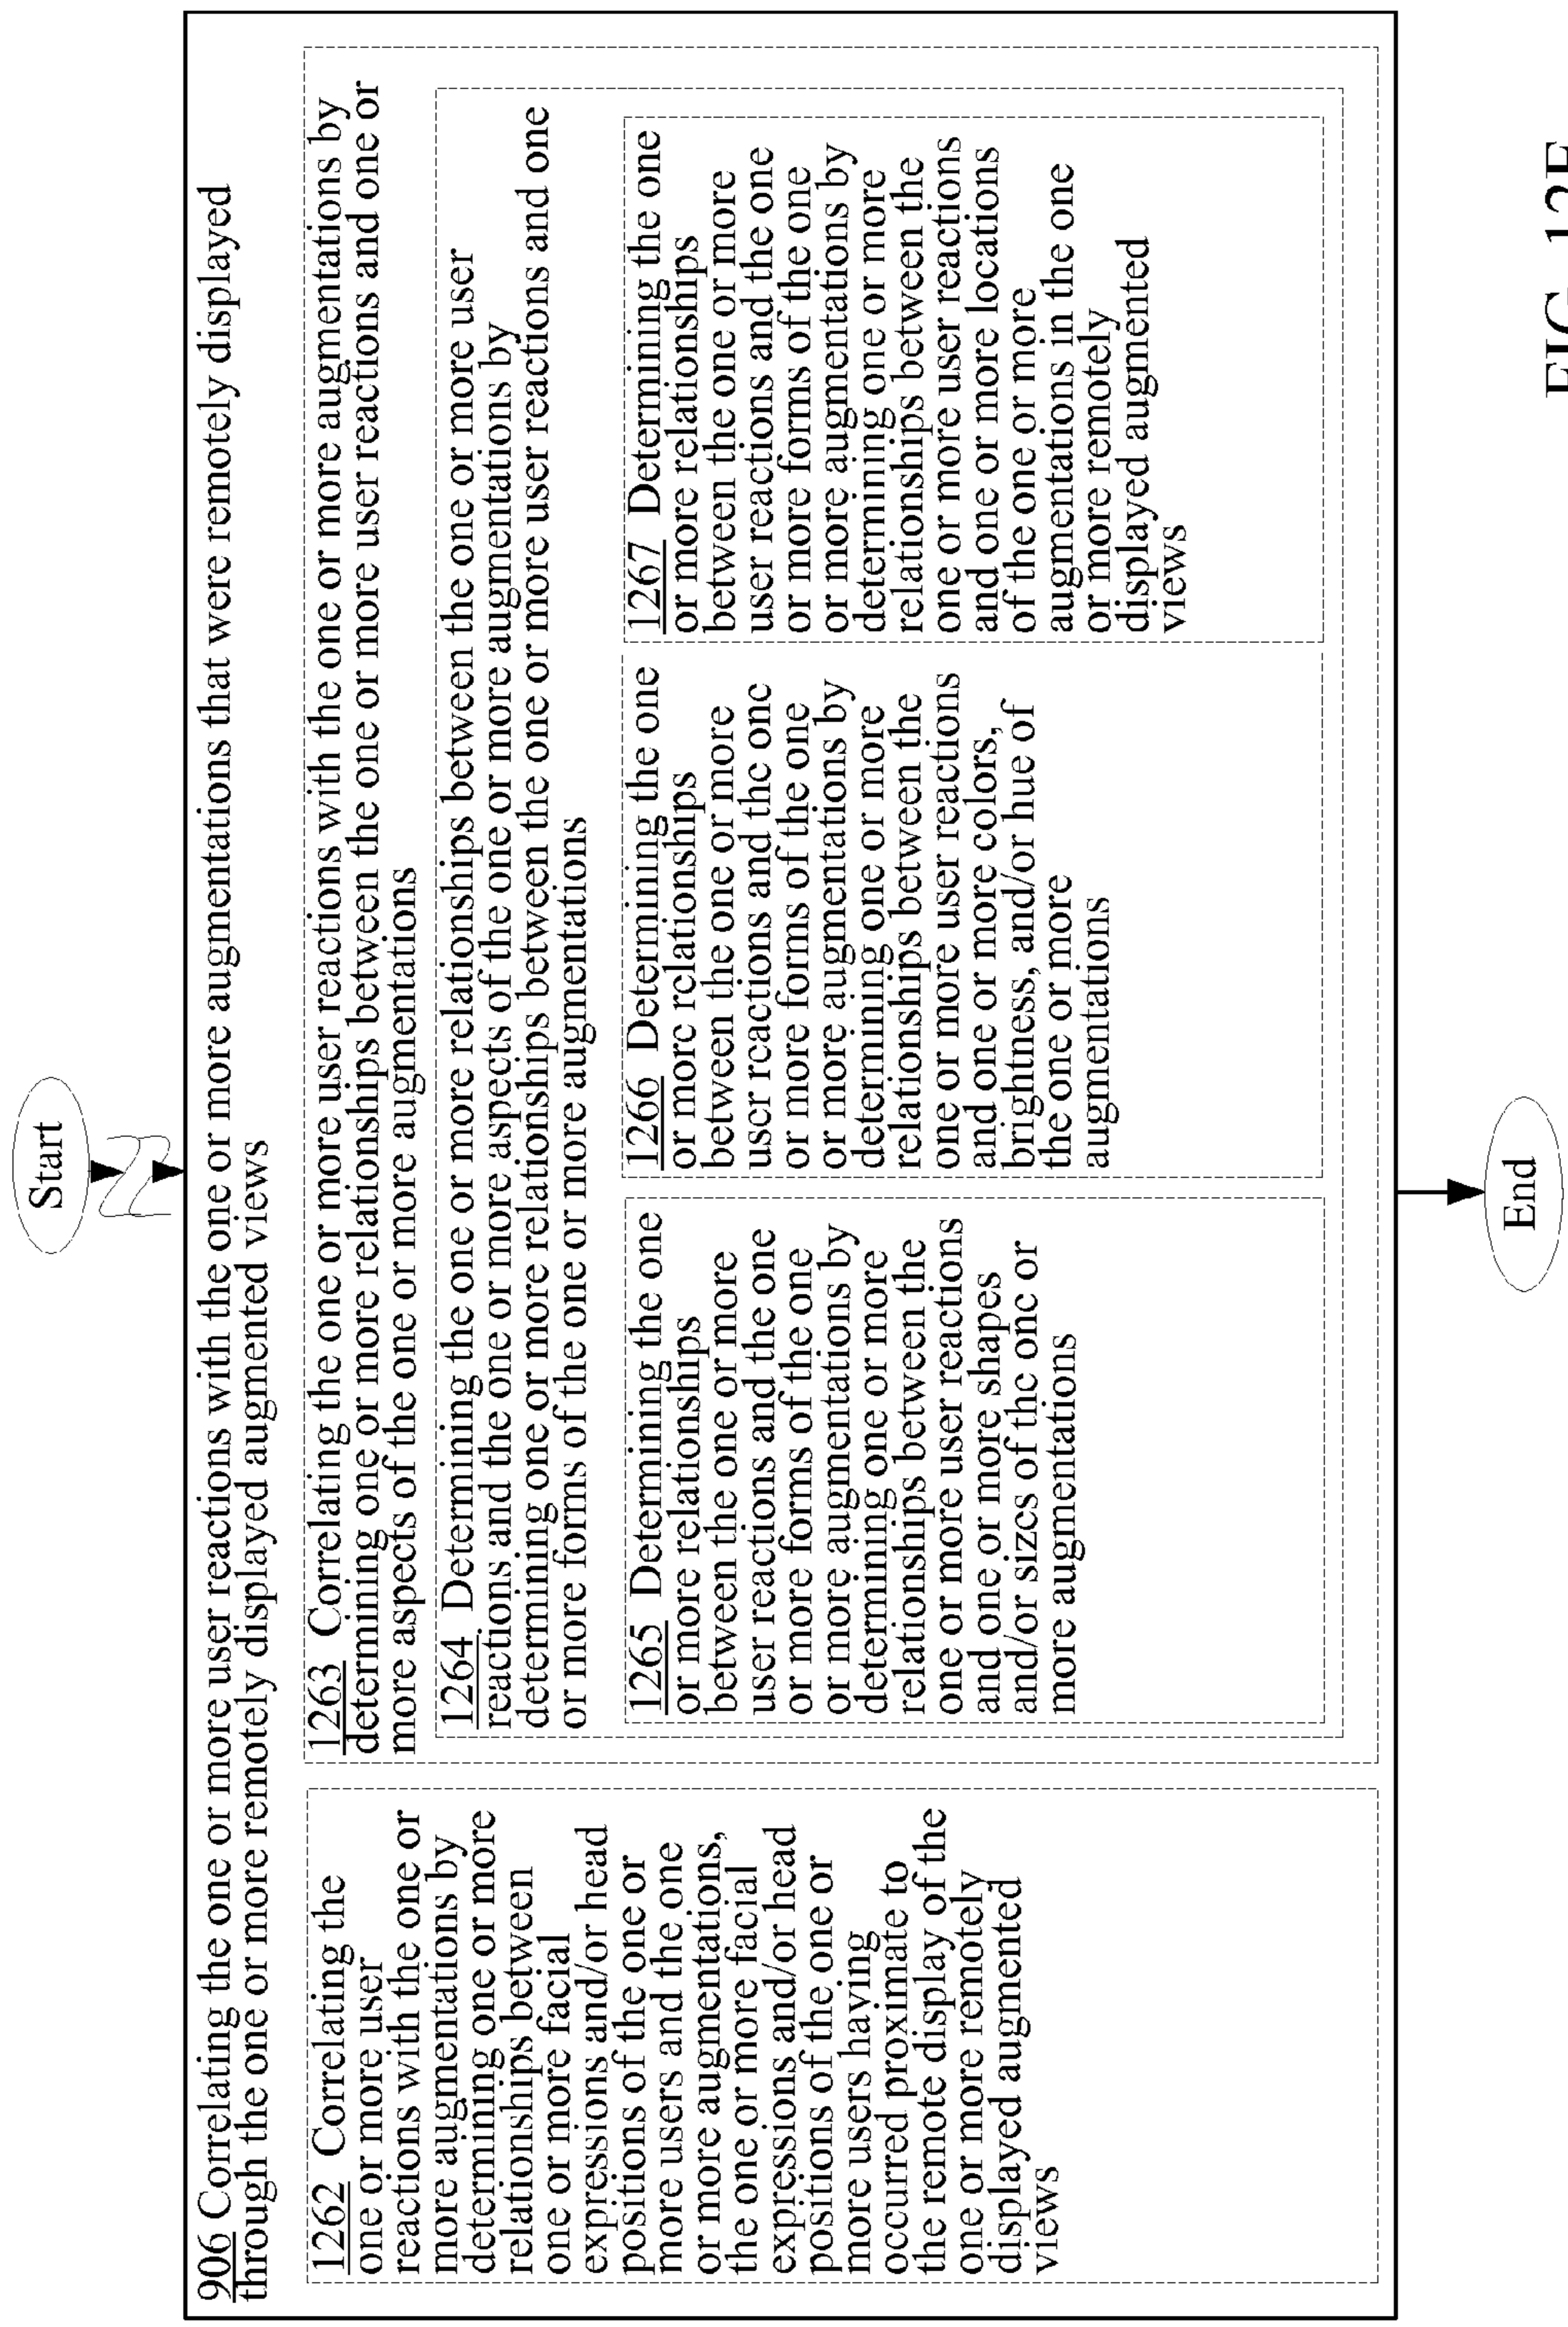 Start
906 Correlating the one or more user reactions with the one or more augmentations that were remotely displayed
through the one or more remotely displayed augmented views
1262 Correlating the
one or more user
reactions with the one or
more augmentations by
determining one or more
relationships between
one or more facial
expressions and/or head
positions of the one or
more users and the one
or more augmentations,
the one or more facial
expressions and/or head
positions of the one or
more users having
occurred proximate to
the remote display of the
one or more remotely
displayed augmented
views
1263 Correlating the one or more user reactions with the one or more augmentations by
determining one or more relationships between the one or more user reactions and one or
more aspects of the one or more augmentations
1264 Determining the one or more relationships between the one or more user
reactions and the one or more aspects of the one or more augmentations by
determining one or more relationships between the one or more user reactions and one
or more forms of the one or more augmentations
1265 Determining the one
or more relationships
between the one or more
user reactions and the one
or more forms of the one
or more augmentations by
determining one or more
relationships between the
one or more user reactions
and one or more shapes
and/or sizes of the one or
more augmentations
1266 Determining the one
or more relationships
between the one or more
user reactions and the one
or more forms of the one
or more augmentations by
determining one or more
relationships between the
one or more user reactions
and one or more colors,
brightness, and/or hue of
the one or more
augmentations
1267 Determining the one
or more relationships
between the one or more
user reactions and the one
or more forms of the one
or more augmentations by
determining one or more
relationships between the
one or more user reactions
and one or more locations
of the one or more
augmentations in the one
or more remotely
displayed augmented
views
End